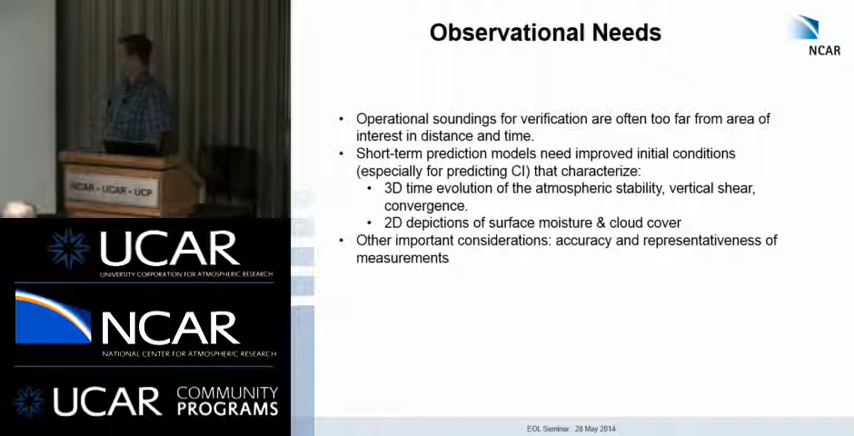 Observational Needs
NCAR
• Operational soundings for verification are often too far from area of
interest in distance and time.
• Short-term prediction models need improved initial conditions
(especially for predicting CI) that characterize:
• 3D time evolution of the atmospheric stability, vertical shear,
convergence.
• 2D depictions of surface moisture & cloud cover
• Other important considerations: accuracy and representativeness of
measurements
EOL Seminar 28 May 2014
NCAR • UCAR • UCP
UCAR
UNIVERSITY CORPORATION FOR ATMOSPHERIC RESEARCH
NCAR
NATIONAL CENTER FOR ATMOSPHERIC RESEARCH
UCAR COMMUNITY
PROGRAMS